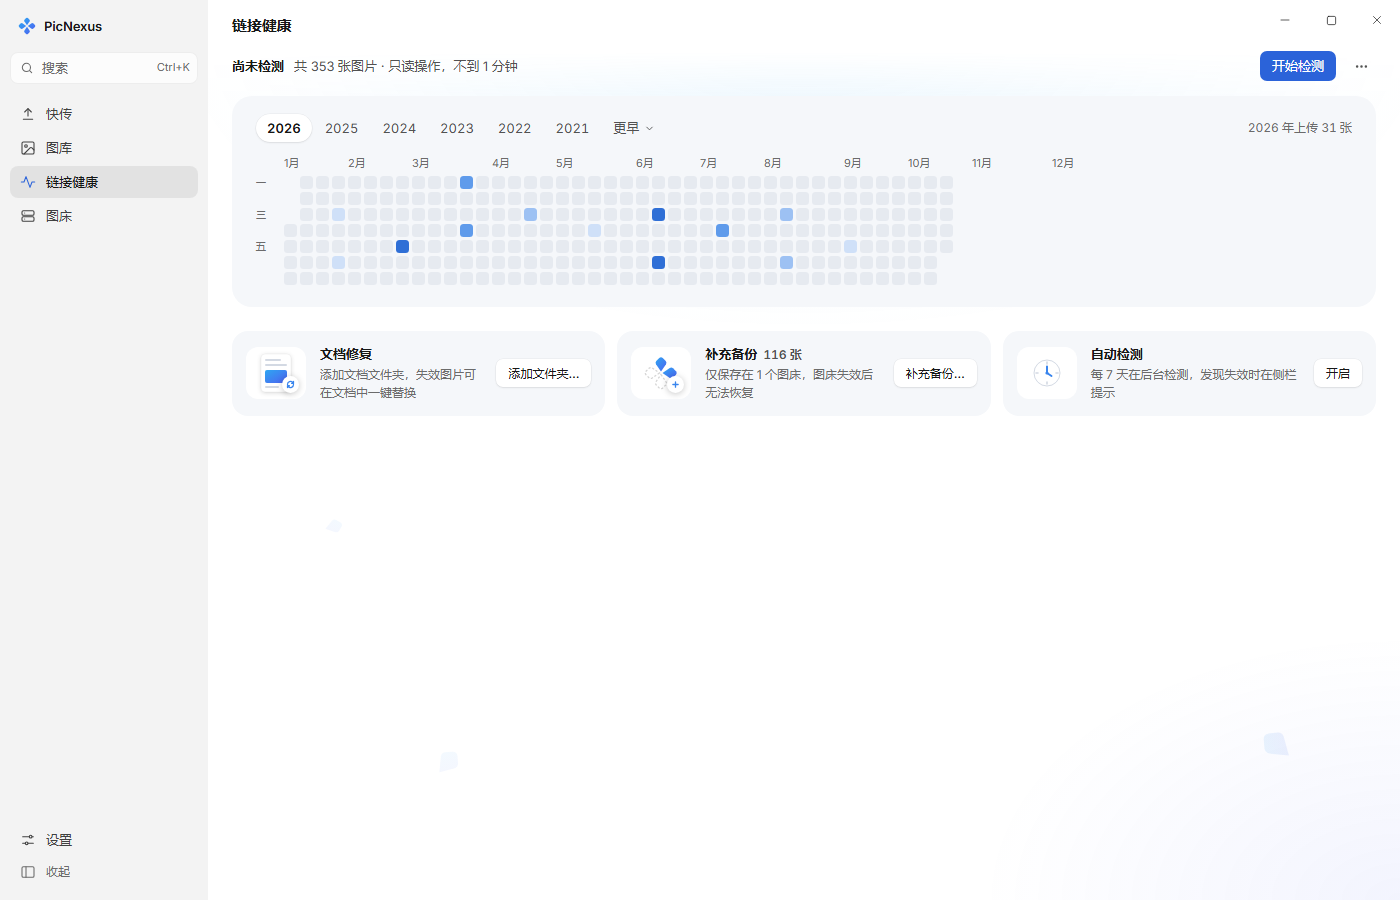 PicNexus
搜索 Ctrl+K
快传
图库
链接健康
图床
设置
收起
链接健康
尚未检测 共 353 张图片 · 只读操作，不到 1 分钟
开始检测
2026 2025 2024 2023 2022 2021 更早
2026 年上传 31 张
1月 2月 3月 4月 5月 6月 7月 8月 9月 10月 11月 12月
一
三
五
文档修复
添加文档文件夹，失效图片可
在文档中一键替换
添加文件夹...
补充备份 116 张
仅保存在 1 个图床，图床失效后
无法恢复
补充备份...
自动检测
每 7 天在后台检测，发现失效时在侧栏
提示
开启